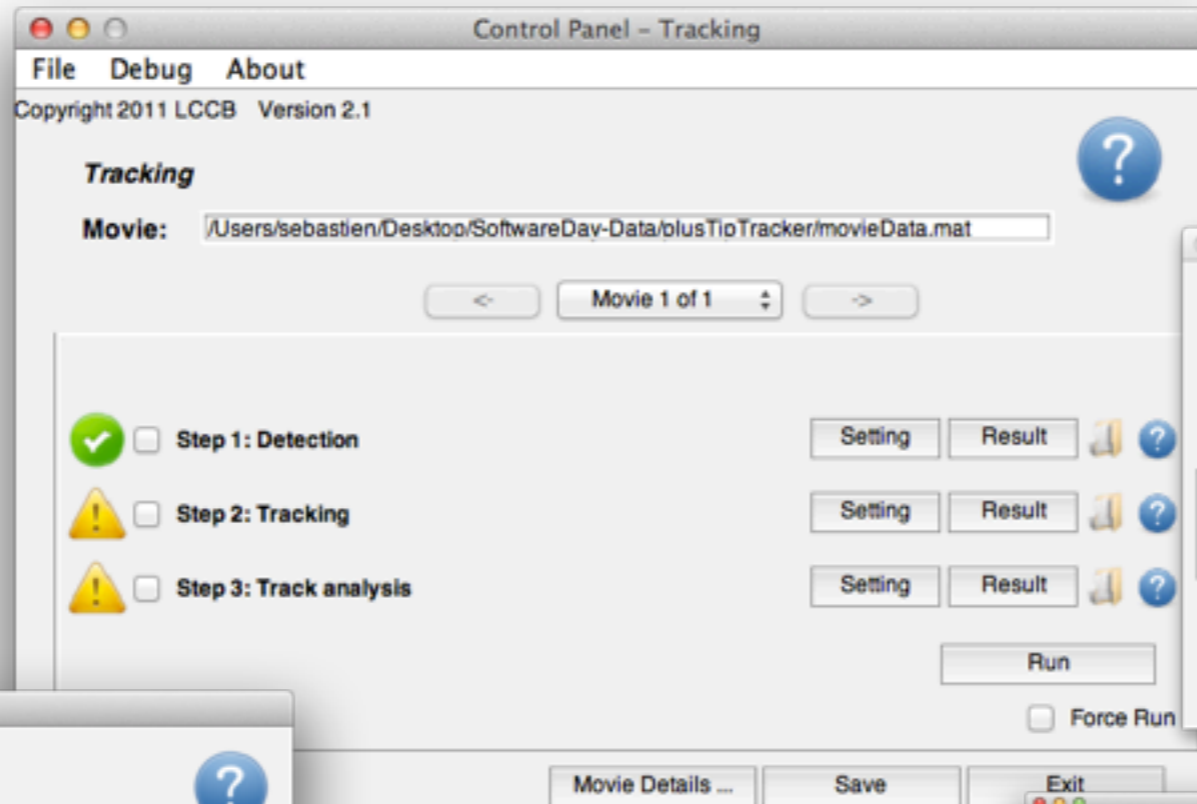 Control Panel – Tracking
File Debug About
Copyright 2011 LCCB Version 2.1
?
Tracking
Movie: /Users/sebastien/Desktop/SoftwareDay-Data/plusTipTracker/movieData.mat
<- Movie 1 of 1 ->
Step 1: Detection Setting Result ?
! Step 2: Tracking Setting Result ?
! Step 3: Track analysis Setting Result ?
Run
Force Run
?
Movie Details ... Save Exit